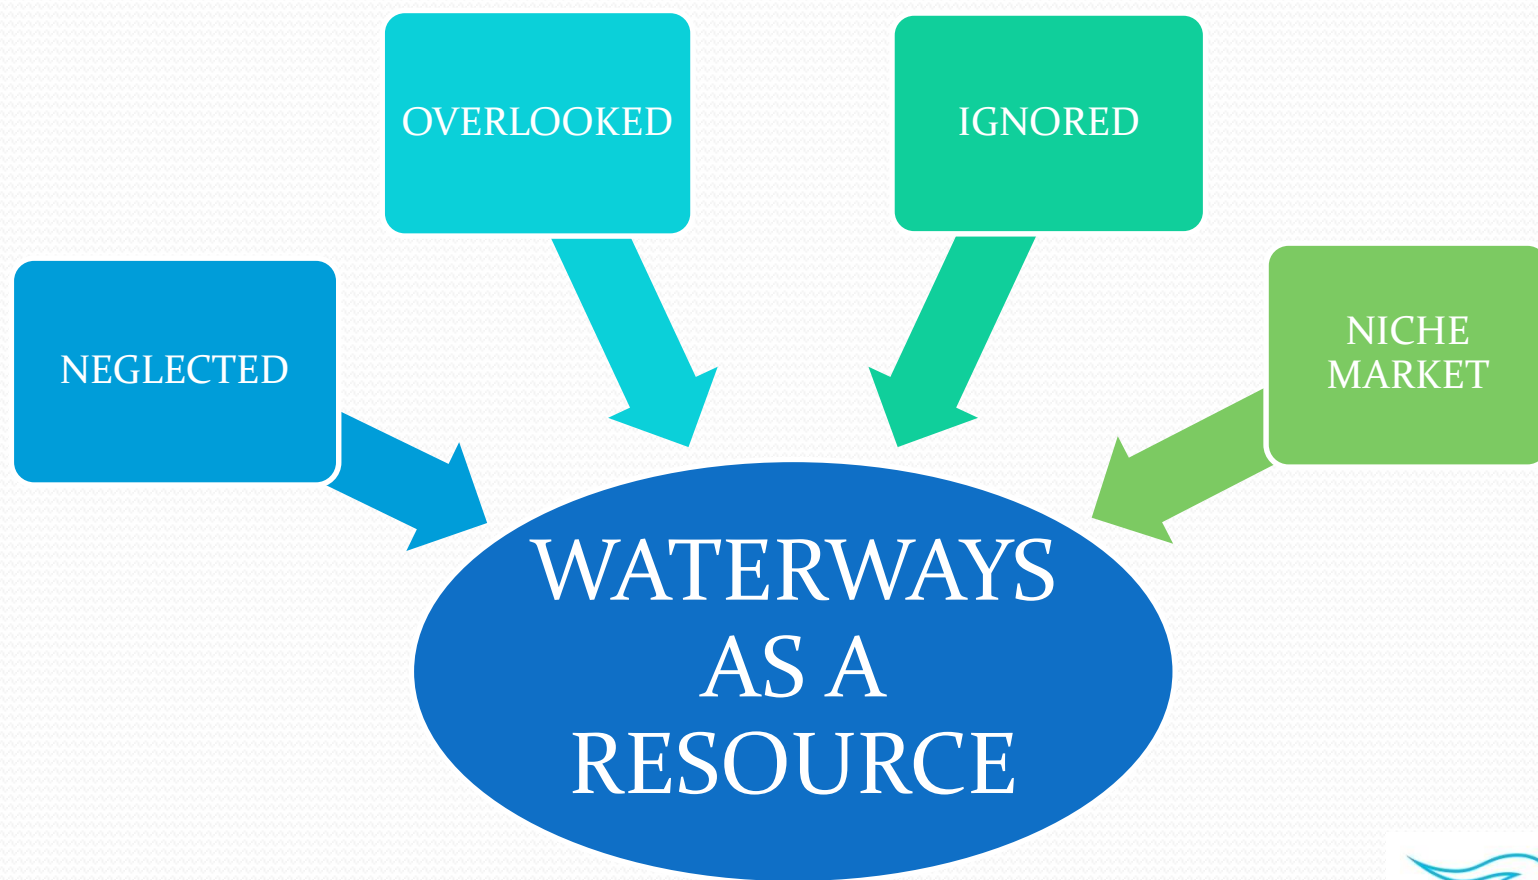 OVERLOOKED
IGNORED
NEGLECTED
NICHE
MARKET
WATERWAYS
AS A
RESOURCE